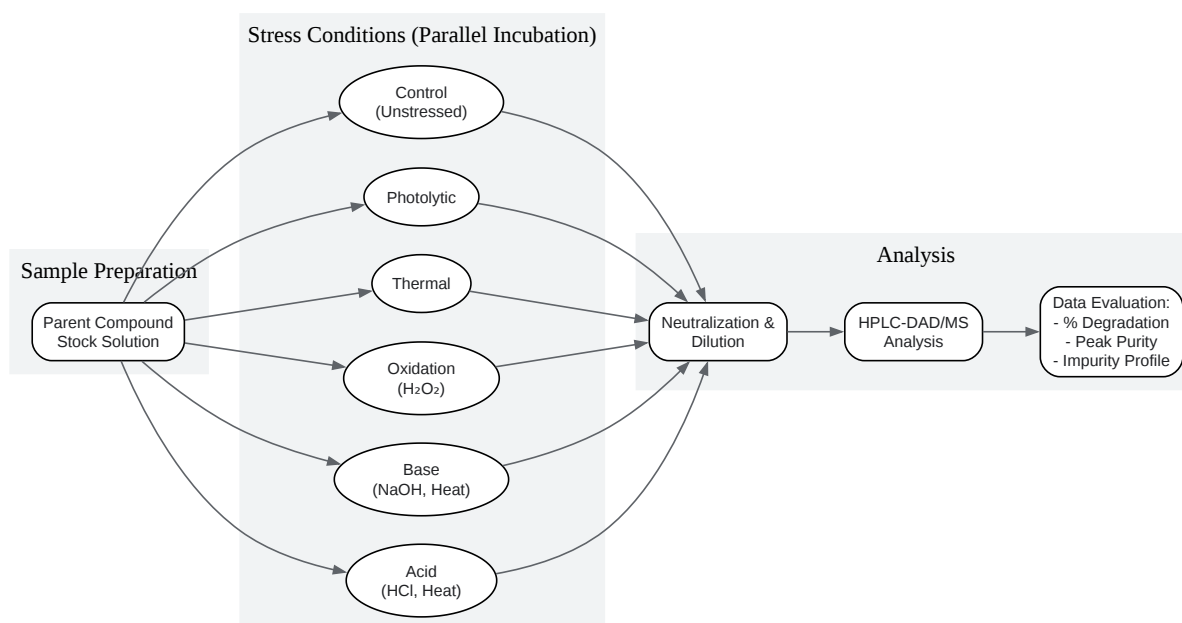 Stress Conditions (Parallel Incubation)
Control
(Unstressed)
Photolytic
Sample Preparation
Thermal
Analysis
Parent Compound
Stock Solution
Oxidation
(H₂O₂)
Base
(NaOH, Heat)
Acid
(HCl, Heat)
Neutralization &
Dilution
HPLC-DAD/MS
Analysis
Data Evaluation:
- % Degradation
- Peak Purity
- Impurity Profile